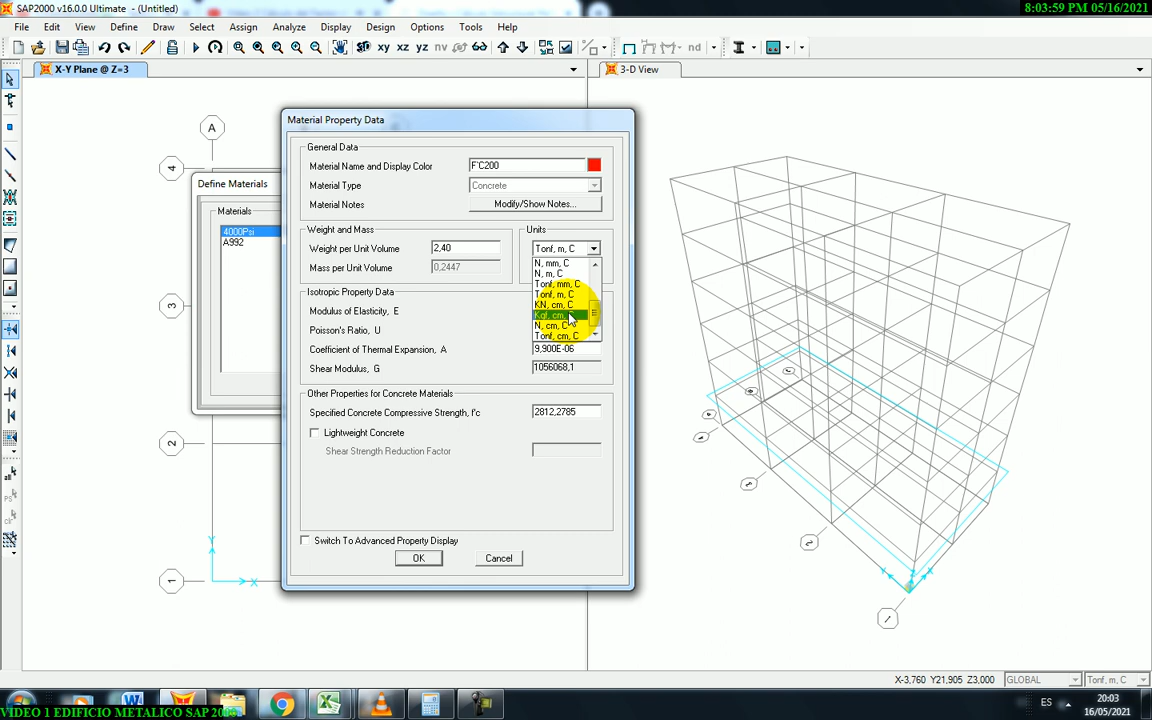 SAP2000 v16.0.0 Ultimate - (Untitled)
8:03:59 PM 05/16/2021
File Edit View Define Draw Select Assign Analyze Display Design Options Tools Help
xy xz yz nv nd
X-Y Plane @ Z=3
3-D View
A
4
3
2
1
Y
X
Define Materials
Materials
4000Psi
A992
Material Property Data
General Data
Material Name and Display Color F'C200
Material Type Concrete
Material Notes Modify/Show Notes...
Weight and Mass
Units
Weight per Unit Volume 2,40
Tonf, m, C
Mass per Unit Volume 0,2447
N, mm, C
N, m, C
Tonf, mm, C
Tonf, m, C
KN, cm, C
Kgf, cm,
N, cm, C
Tonf, cm, C
Isotropic Property Data
Modulus of Elasticity, E
Poisson's Ratio, U
Coefficient of Thermal Expansion, A 9,900E-06
Shear Modulus, G 1056068,1
Other Properties for Concrete Materials
Specified Concrete Compressive Strength, f'c 2812,2785
Lightweight Concrete
Shear Strength Reduction Factor
Switch To Advanced Property Display
OK Cancel
X-3,760 Y21,905 Z3,000 GLOBAL Tonf, m, C
ES
20:03
16/05/2021
VIDEO 1 EDIFICIO METALICO SAP 20